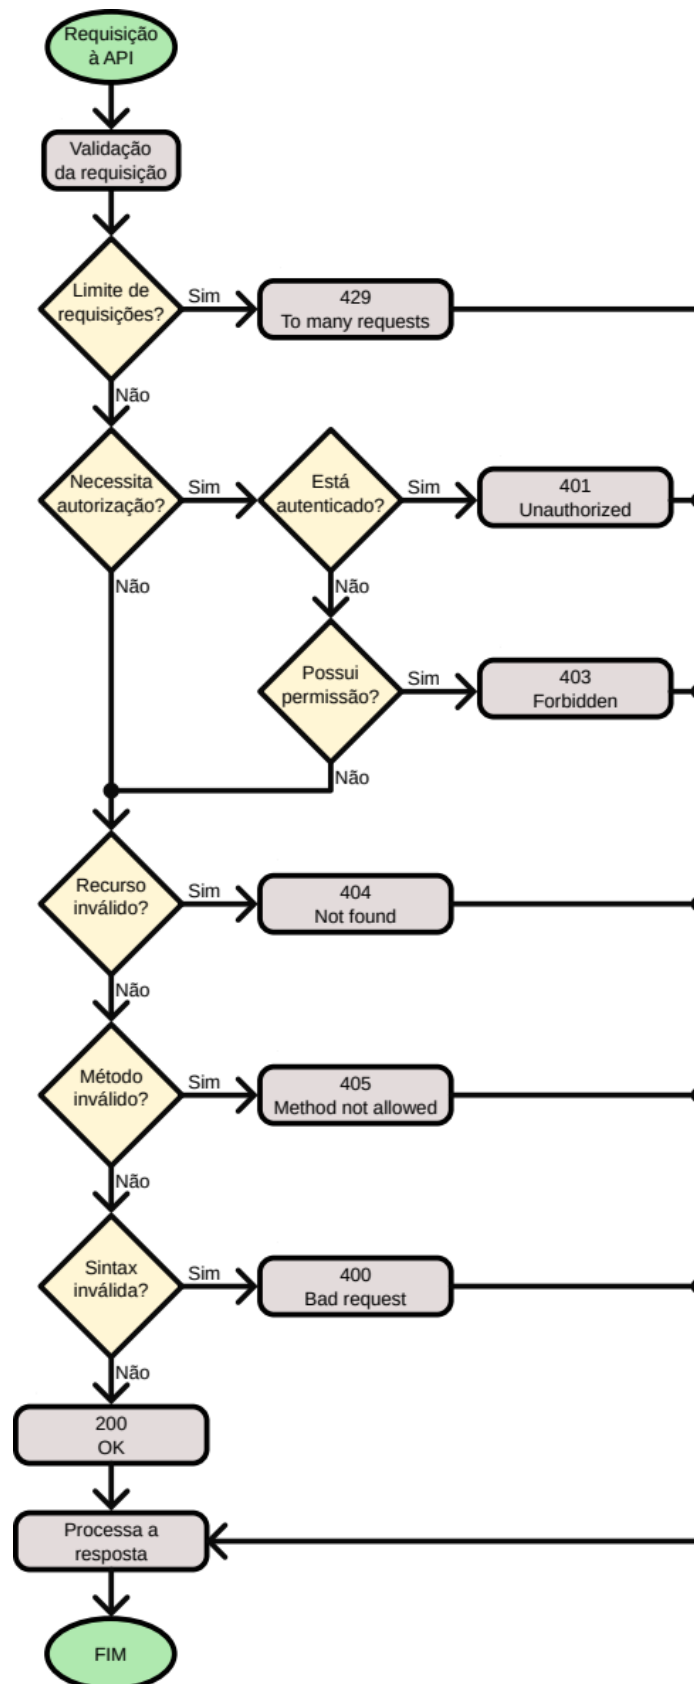 Requisição
à API
Validação
da requisição
Limite de
requisições?
Sim
429
To many requests
Não
Necessita
autorização?
Sim
Está
autenticado?
Sim
401
Unauthorized
Não
Não
Possui
permissão?
Sim
403
Forbidden
Não
Recurso
inválido?
Sim
404
Not found
Não
Método
inválido?
Sim
405
Method not allowed
Não
Sintax
inválida?
Sim
400
Bad request
Não
200
OK
Processa a
resposta
FIM